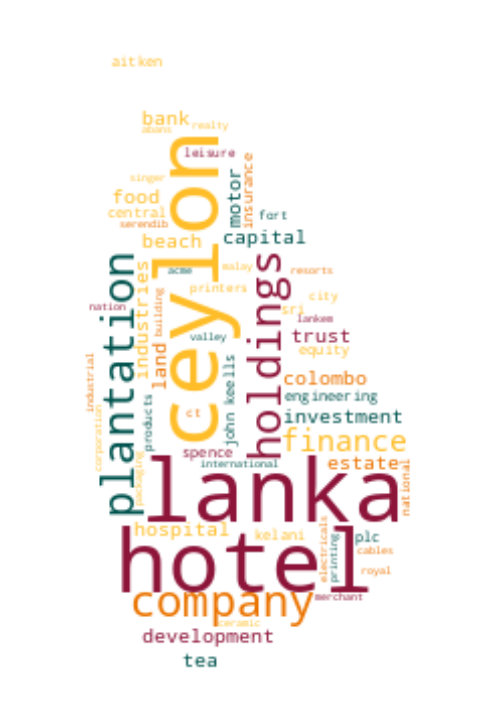 aitken
bank
abans
realty
ceylon
leisure
singer
motor
insurance
food
central
serendib
fort
beach
capital
plantation
industries
acme
malay
holdings
resorts
printers
building
city
nation
sri
lankem
land
valley
trust
equity
industrial
john keells
colombo
products
engineering
corporation
ct
investment
finance
spence
international
estate
packaging
national
lanka
hospital
kelani
electricals
printing
plc
cables
hotel
royal
company
merchant
ceramic
development
tea